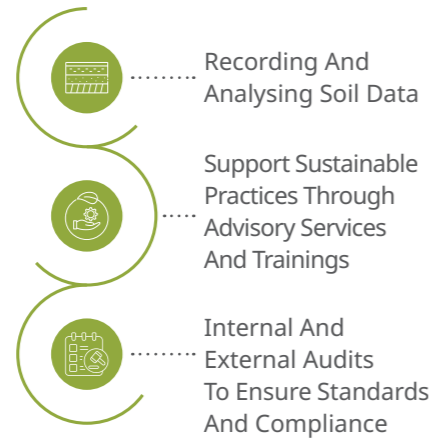 Recording And
Analysing Soil Data
Support Sustainable
Practices Through
Advisory Services
And Trainings
Internal And
External Audits
To Ensure Standards
And Compliance